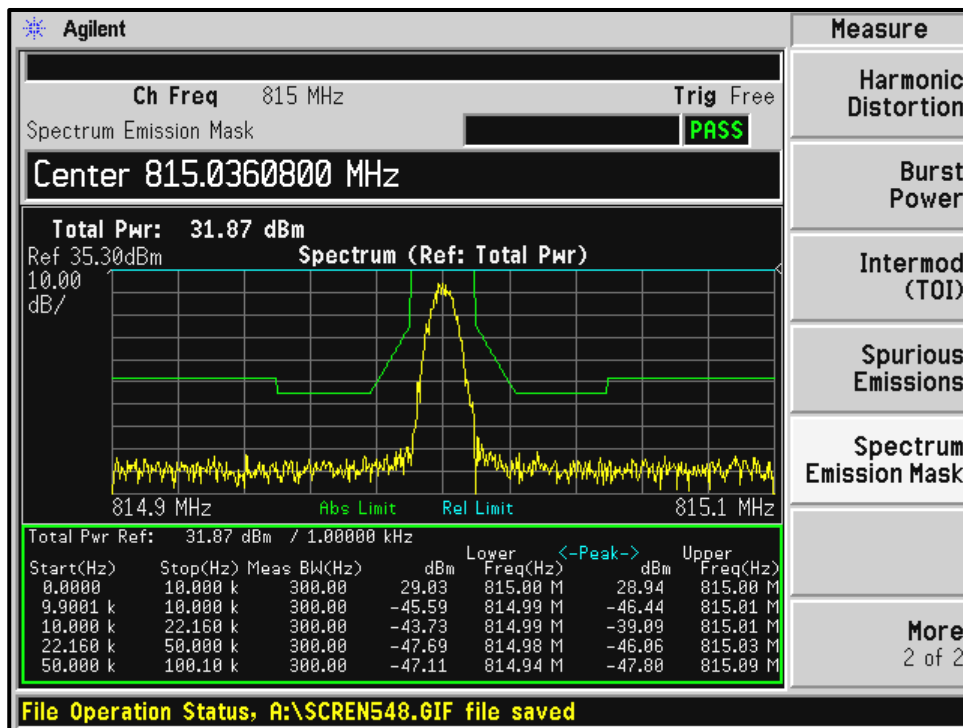 Agilent
Ch Freq 815 MHz Trig Free
Spectrum Emission Mask PASS
Center 815.0360800 MHz
Total Pwr: 31.87 dBm
Ref 35.30dBm Spectrum (Ref: Total Pwr)
10.00
dB/
814.9 MHz Abs Limit Rel Limit 815.1 MHz
Total Pwr Ref: 31.87 dBm / 1.00000 kHz
Lower <-Peak-> Upper
Start(Hz) Stop(Hz) Meas BW(Hz) dBm Freq(Hz) dBm Freq(Hz)
0.0000 10.000 k 300.00 29.03 815.00 M 28.94 815.00 M
9.9001 k 10.000 k 300.00 -45.59 814.99 M -46.44 815.01 M
10.000 k 22.160 k 300.00 -43.73 814.99 M -39.09 815.01 M
22.160 k 50.000 k 300.00 -47.69 814.98 M -46.06 815.03 M
50.000 k 100.10 k 300.00 -47.11 814.94 M -47.80 815.09 M
File Operation Status, A:\SCREN548.GIF file saved
Measure
Harmonic
Distortion
Burst
Power
Intermod
(TOI)
Spurious
Emissions
Spectrum
Emission Mask
More
2 of 2